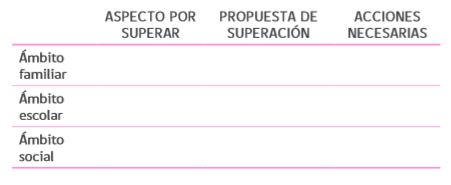 ASPECTO POR SUPERAR
PROPUESTA DE SUPERACIÓN
ACCIONES NECESARIAS
Ámbito familiar
Ámbito escolar
Ámbito social